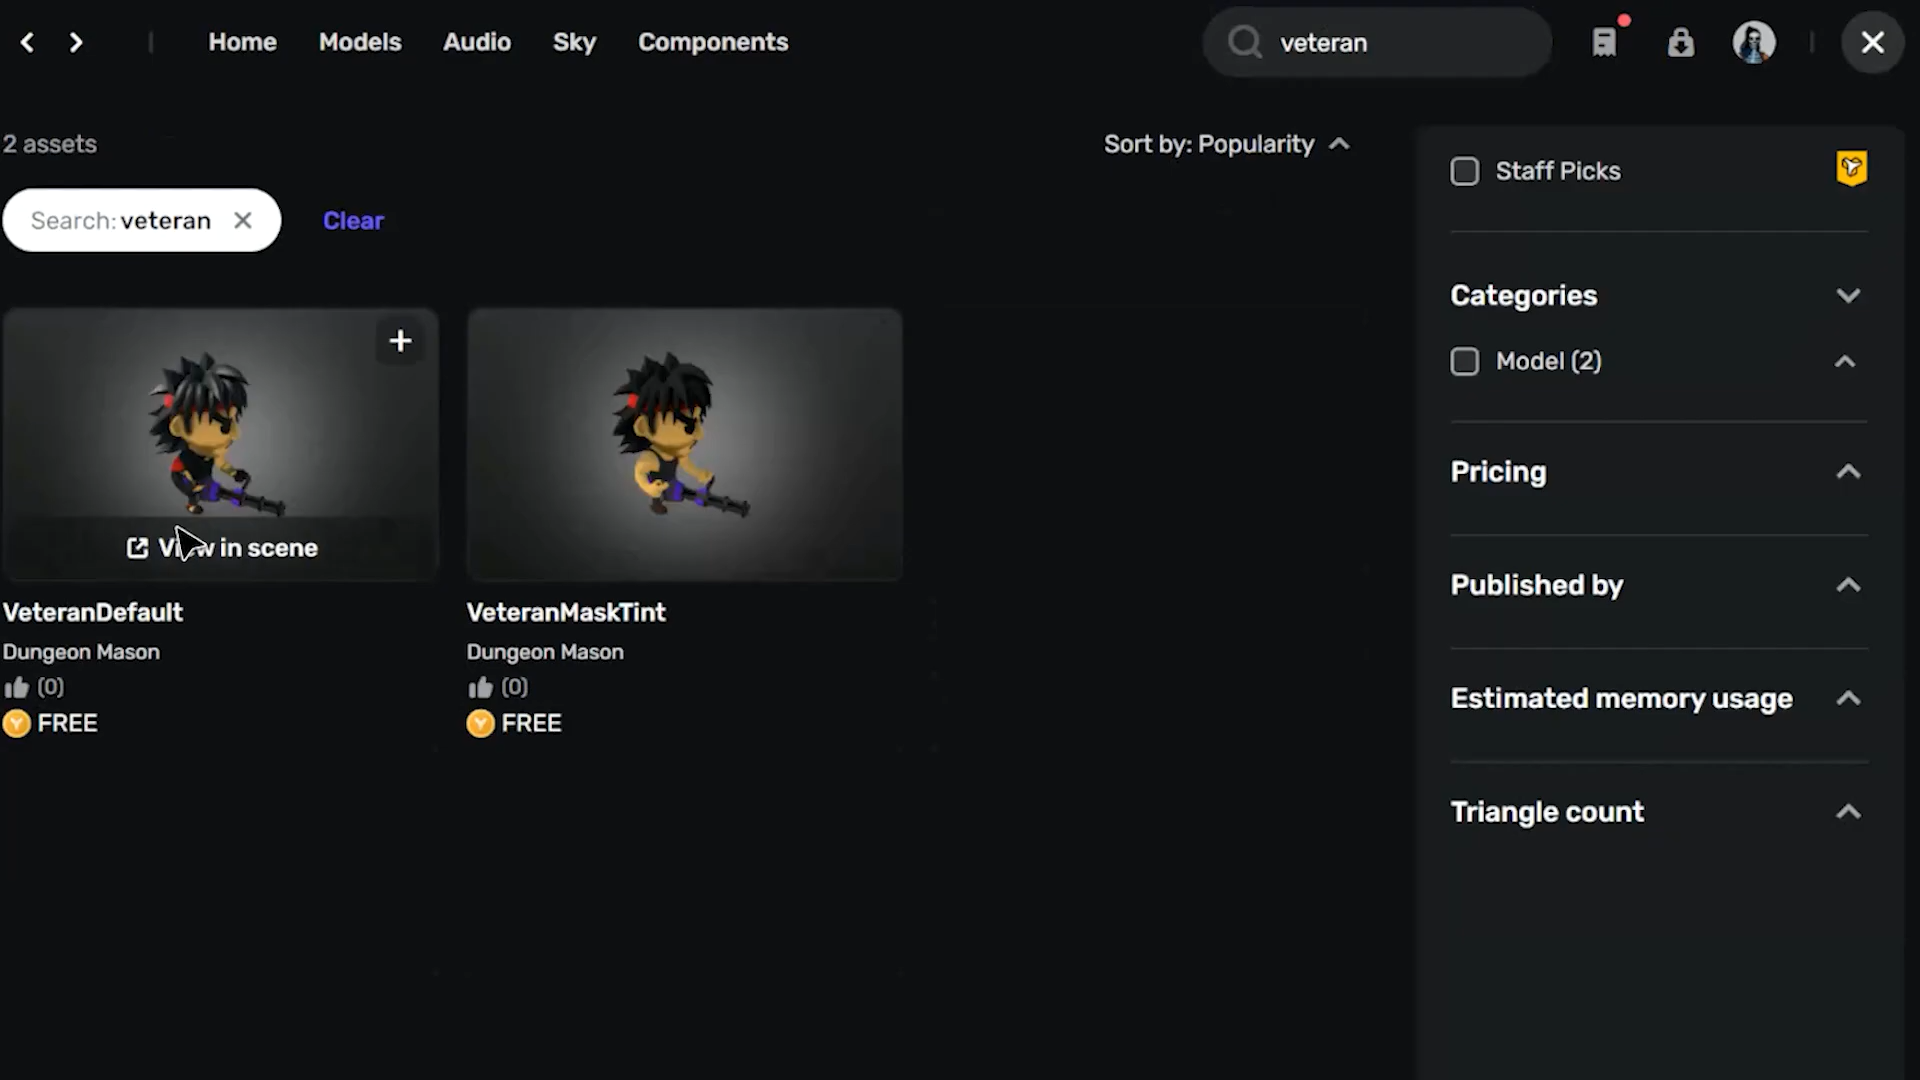 Home Models Audio Sky Components veteran
2 assets
Sort by: Popularity
Search: veteran
Clear
Staff Picks
Categories
Model (2)
Pricing
Published by
Estimated memory usage
Triangle count
View in scene
VeteranDefault
Dungeon Mason
(0)
FREE
VeteranMaskTint
Dungeon Mason
(0)
FREE